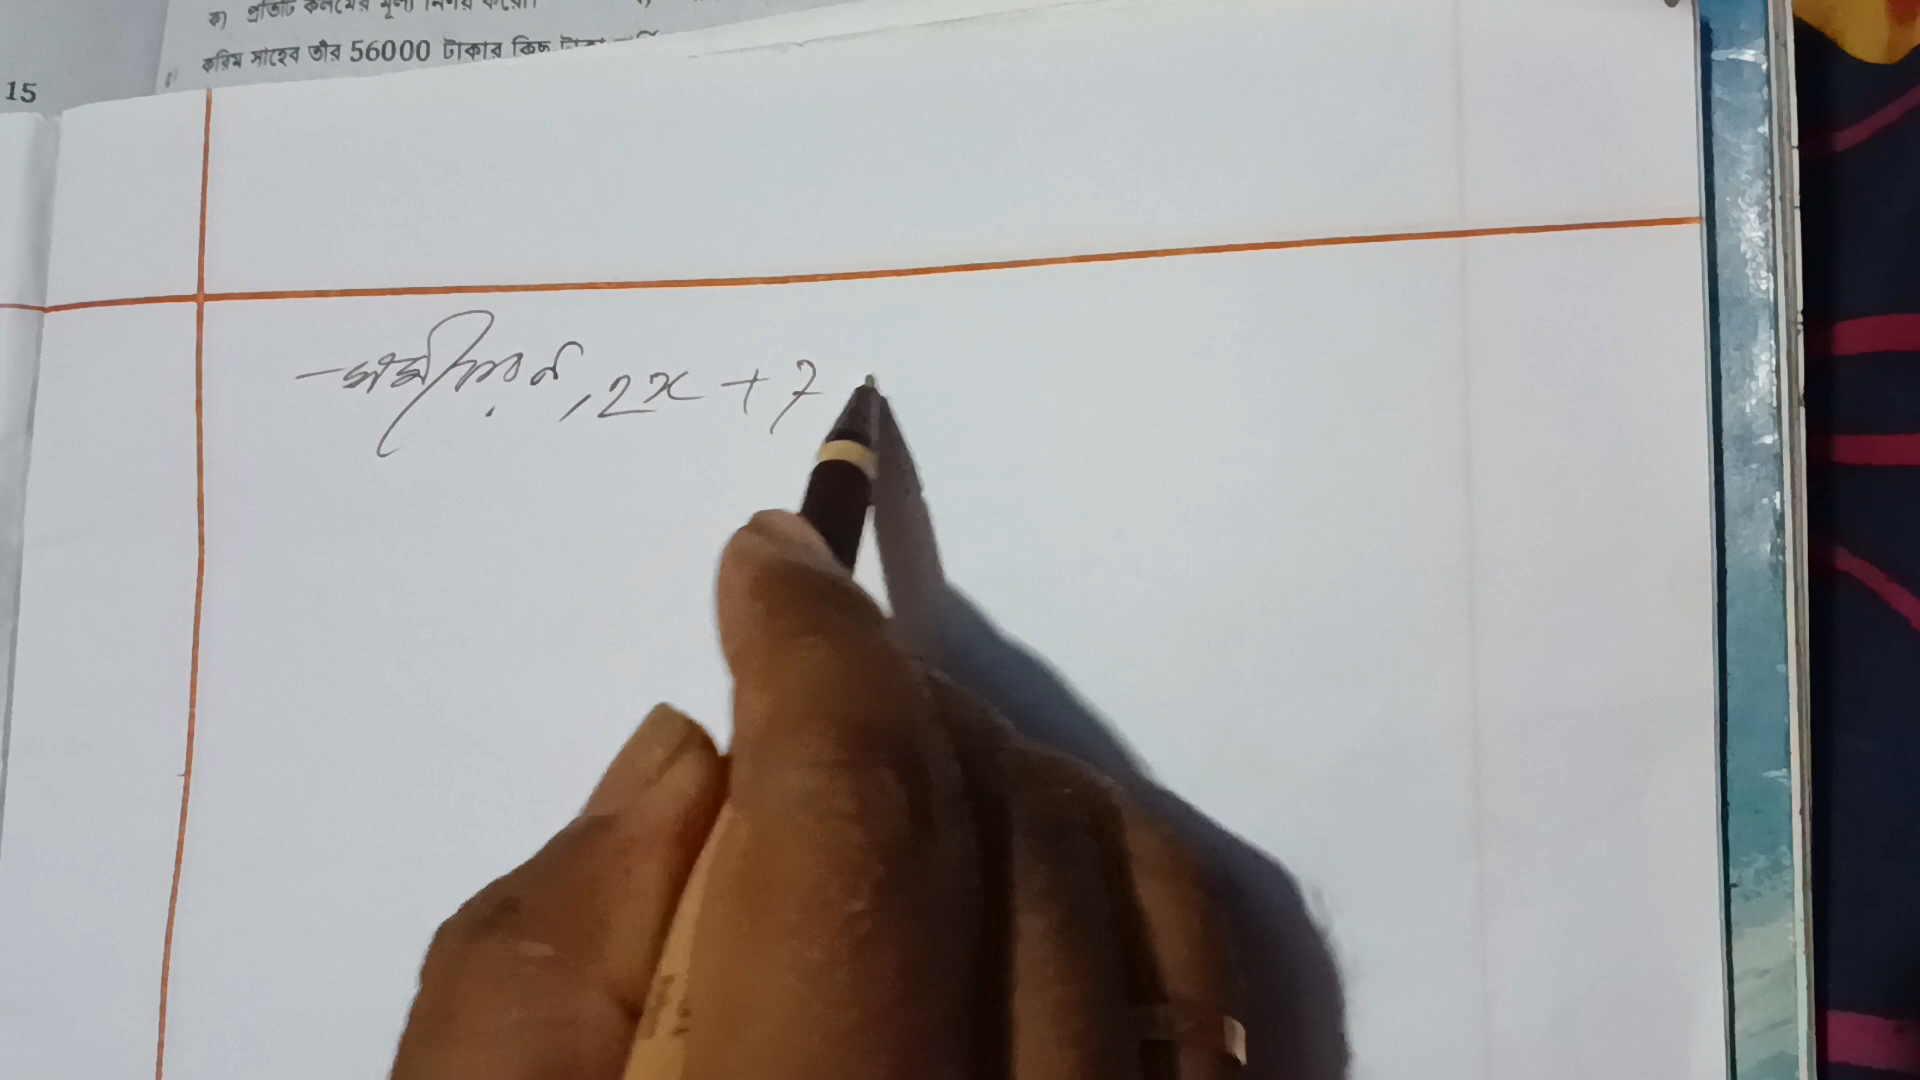 ক) প্রতিটি কলমের মূল্য নির্ণয় করো।
করিম সাহেব তাঁর 56000 টাকার কিছু টাকা
15
সমীকরণ, 2x + 7